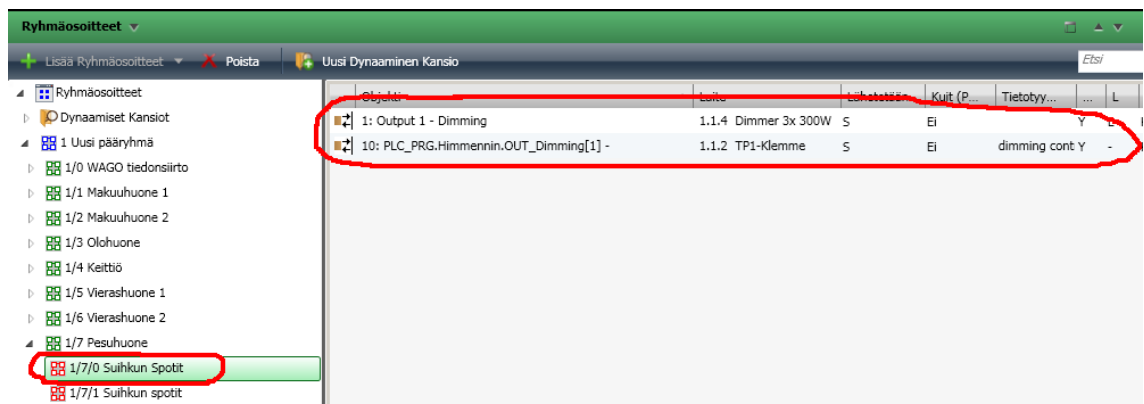 Ryhmäosoitteet
Lisää Ryhmäosoitteet Poista Uusi Dynaaminen Kansio Etsi
Ryhmäosoitteet
Dynaamiset Kansiot
1 Uusi pääryhmä
1/0 WAGO tiedonsiirto
1/1 Makuuhuone 1
1/2 Makuuhuone 2
1/3 Olohuone
1/4 Keittiö
1/5 Vierashuone 1
1/6 Vierashuone 2
1/7 Pesuhuone
1/7/0 Suihkun Spotit
1/7/1 Suihkun spotit
Objekti Laite Lähetetään Kuit (P... Tietotyy... ... L
1: Output 1 - Dimming 1.1.4 Dimmer 3x 300W S Ei Y
10: PLC_PRG.Himmennin.OUT_Dimming[1] - 1.1.2 TP1-Klemme S Ei dimming cont Y -